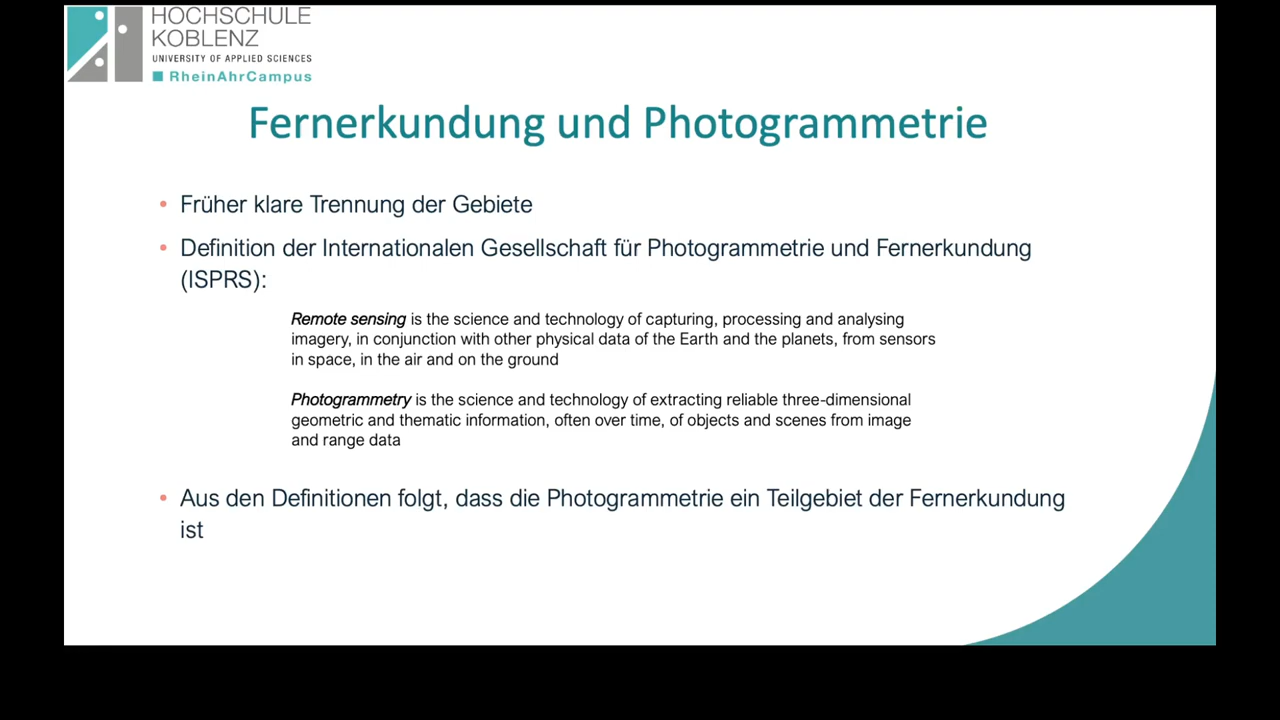 HOCHSCHULE
KOBLENZ
UNIVERSITY OF APPLIED SCIENCES
RheinAhrCampus
Fernerkundung und Photogrammetrie
• Früher klare Trennung der Gebiete
• Definition der Internationalen Gesellschaft für Photogrammetrie und Fernerkundung
(ISPRS):
Remote sensing is the science and technology of capturing, processing and analysing
imagery, in conjunction with other physical data of the Earth and the planets, from sensors
in space, in the air and on the ground
Photogrammetry is the science and technology of extracting reliable three-dimensional
geometric and thematic information, often over time, of objects and scenes from image
and range data
• Aus den Definitionen folgt, dass die Photogrammetrie ein Teilgebiet der Fernerkundung
ist